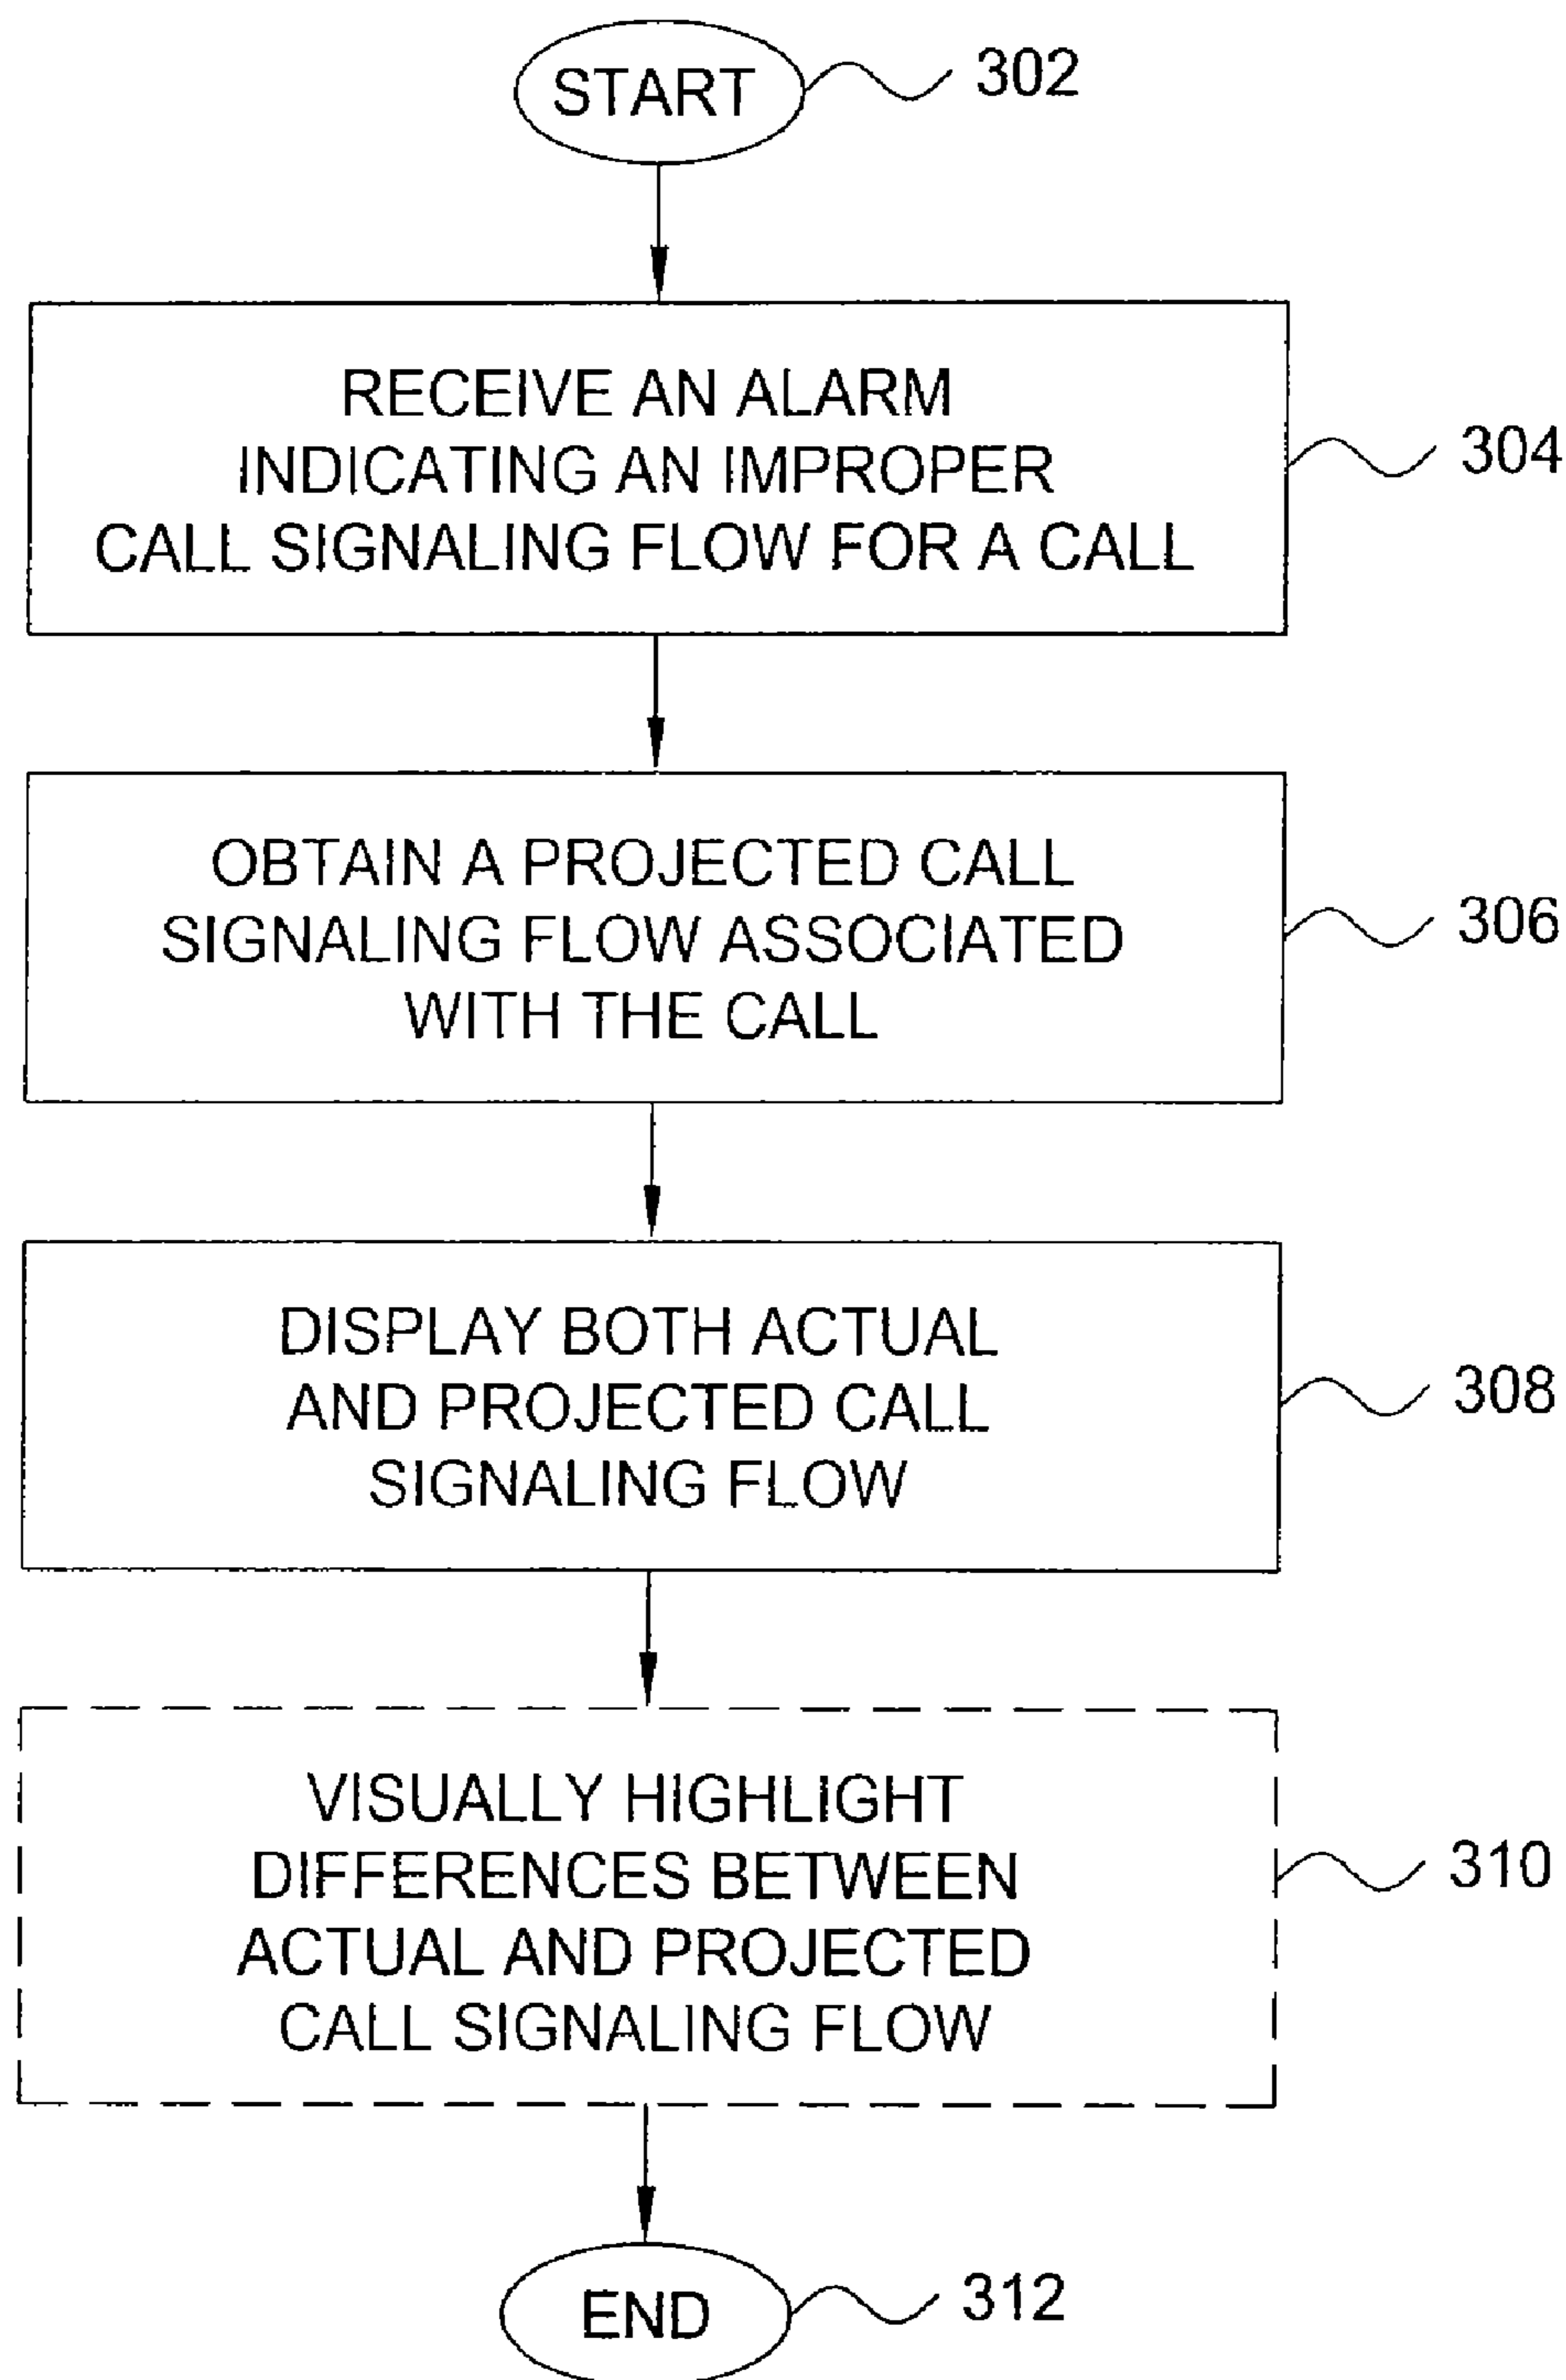 START
302
RECEIVE AN ALARM
INDICATING AN IMPROPER
CALL SIGNALING FLOW FOR A CALL
304
OBTAIN A PROJECTED CALL
SIGNALING FLOW ASSOCIATED
WITH THE CALL
306
DISPLAY BOTH ACTUAL
AND PROJECTED CALL
SIGNALING FLOW
308
VISUALLY HIGHLIGHT
DIFFERENCES BETWEEN
ACTUAL AND PROJECTED
CALL SIGNALING FLOW
310
END
312